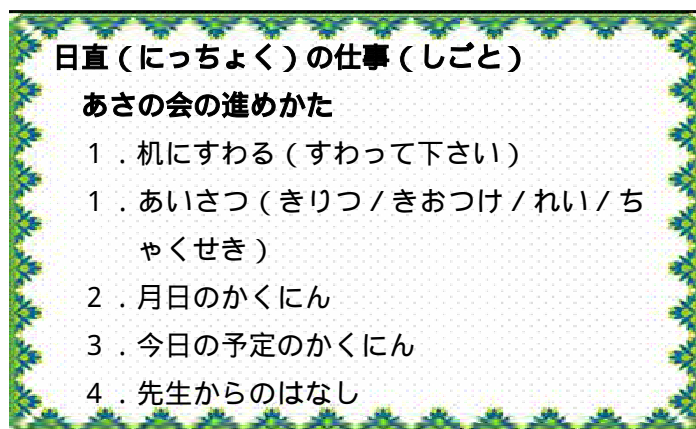 日直（にっちょく）の仕事（しごと）
あさの会の進めかた
１．机にすわる（すわって下さい）
１．あいさつ（きりつ／きおつけ／れい／ち
ゃくせき）
２．月日のかくにん
３．今日の予定のかくにん
４．先生からのはなし